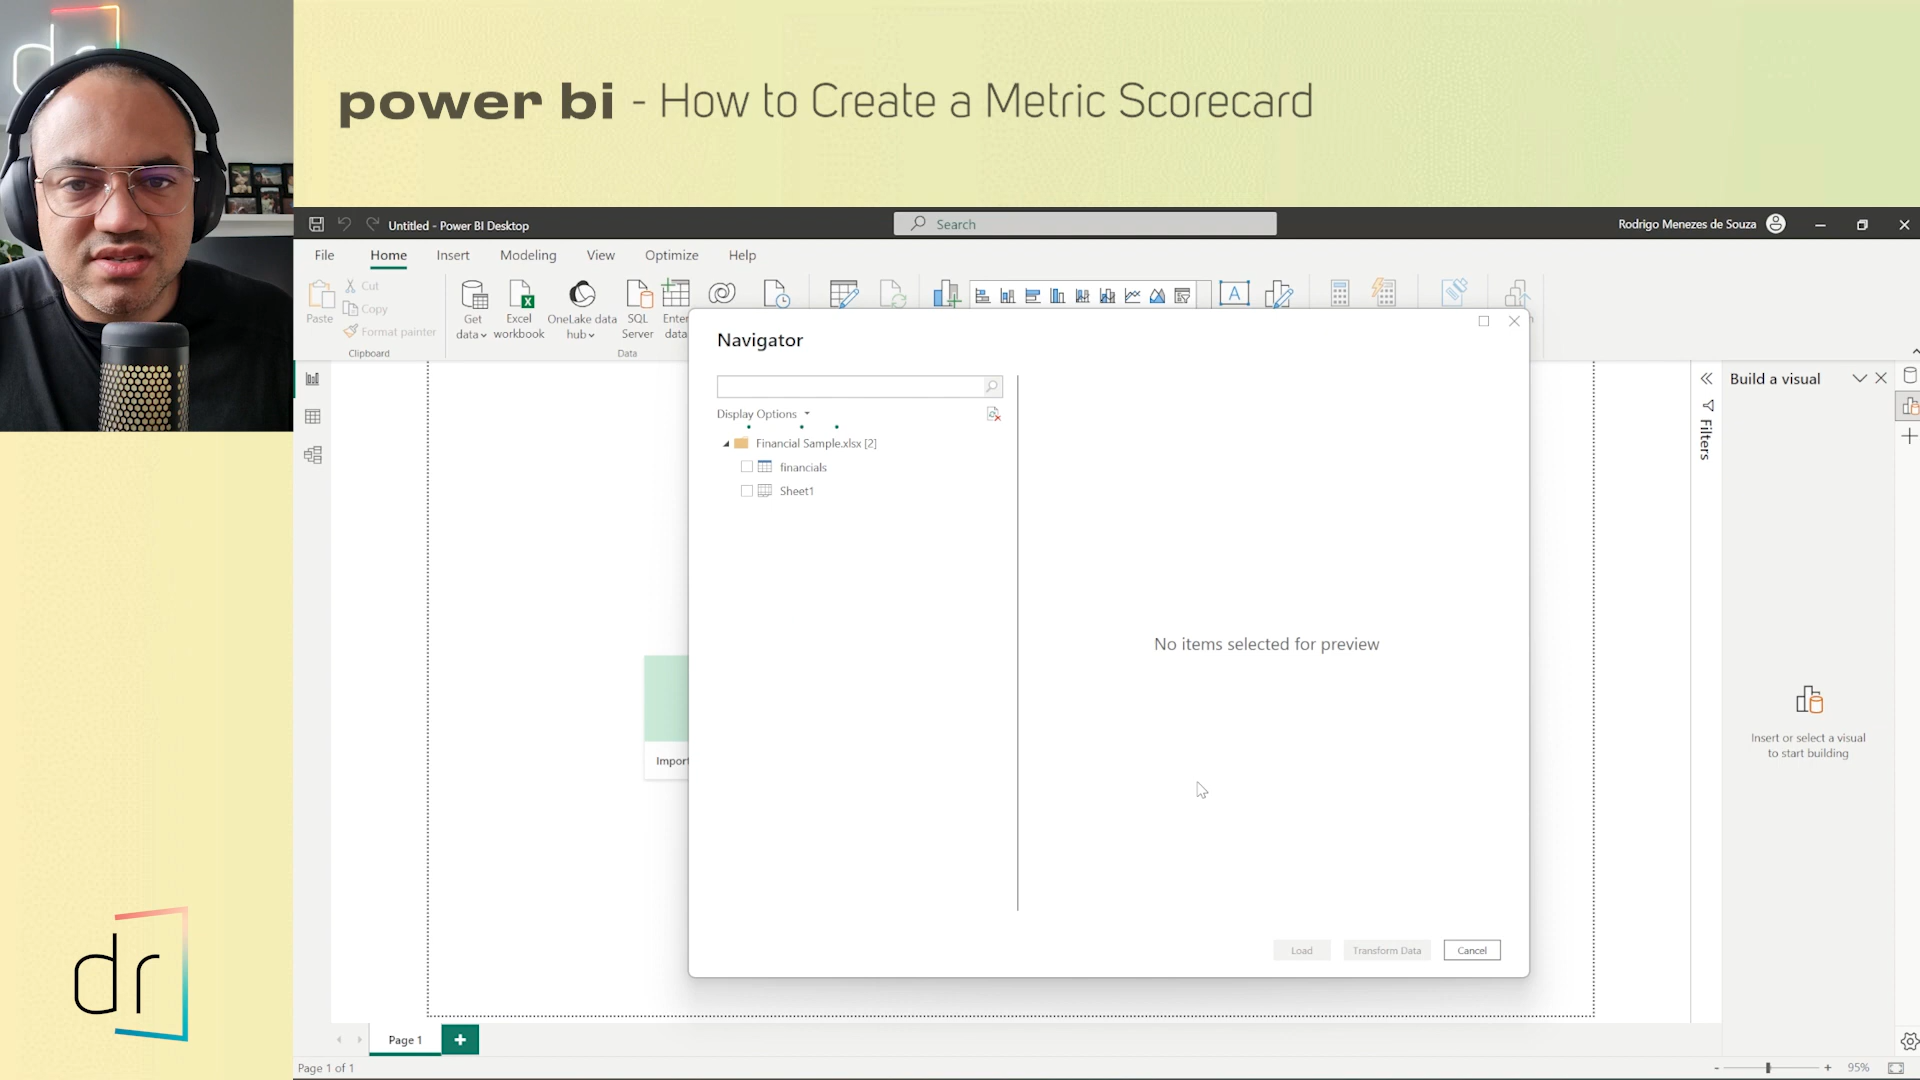 dr
power bi - How to Create a Metric Scorecard
Untitled - Power BI Desktop
Search
Rodrigo Menezes de Souza
File
Home
Insert
Modeling
View
Optimize
Help
Paste
Cut
Copy
Format painter
Clipboard
Get data
Excel workbook
OneLake data hub
SQL Server
Enter data
Data
A
Navigator
Display Options
Financial Sample.xlsx [2]
financials
Sheet1
No items selected for preview
Load
Transform Data
Cancel
Import
Filters
Build a visual
Insert or select a visual
to start building
dr
Page 1
+
Page 1 of 1
- + 95%